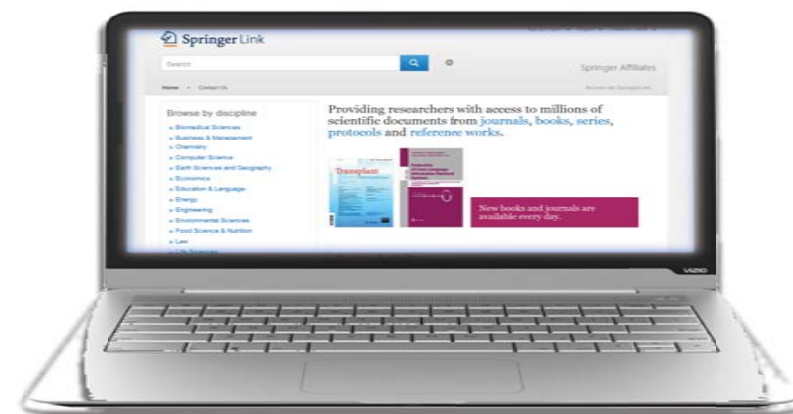 Springer Link
Search
Springer Affiliates
Home • Contact Us
Browse by discipline
Providing researchers with access to millions of
scientific documents from journals, books, series,
protocols and reference works.
» Biomedical Sciences
» Business & Management
» Chemistry
» Computer Science
» Earth Sciences and Geography
» Economics
» Education & Language
» Energy
» Engineering
» Environmental Sciences
» Food Science & Nutrition
» Law
» Life Sciences
Transplant
New books and journals are
available every day.
VIZIO